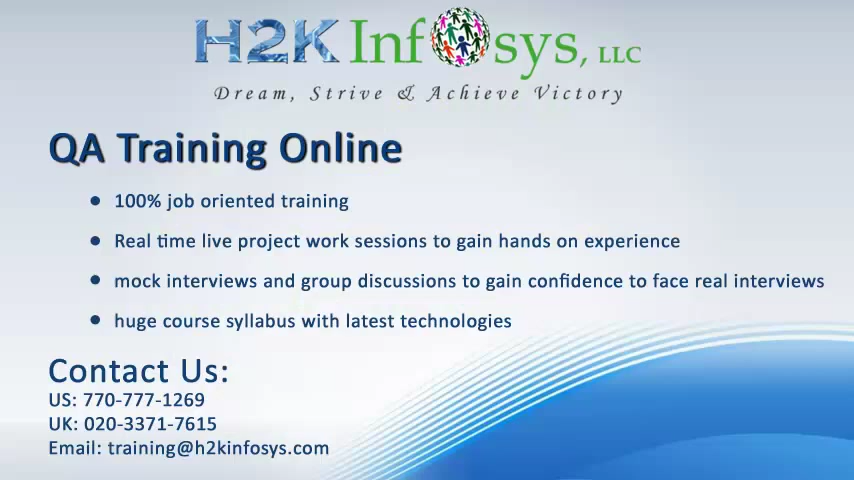 H2K Infosys, LLC
Dream, Strive & Achieve Victory
QA Training Online
• 100% job oriented training
• Real time live project work sessions to gain hands on experience
• mock interviews and group discussions to gain confidence to face real interviews
• huge course syllabus with latest technologies
Contact Us:
US: 770-777-1269
UK: 020-3371-7615
Email: training@h2kinfosys.com